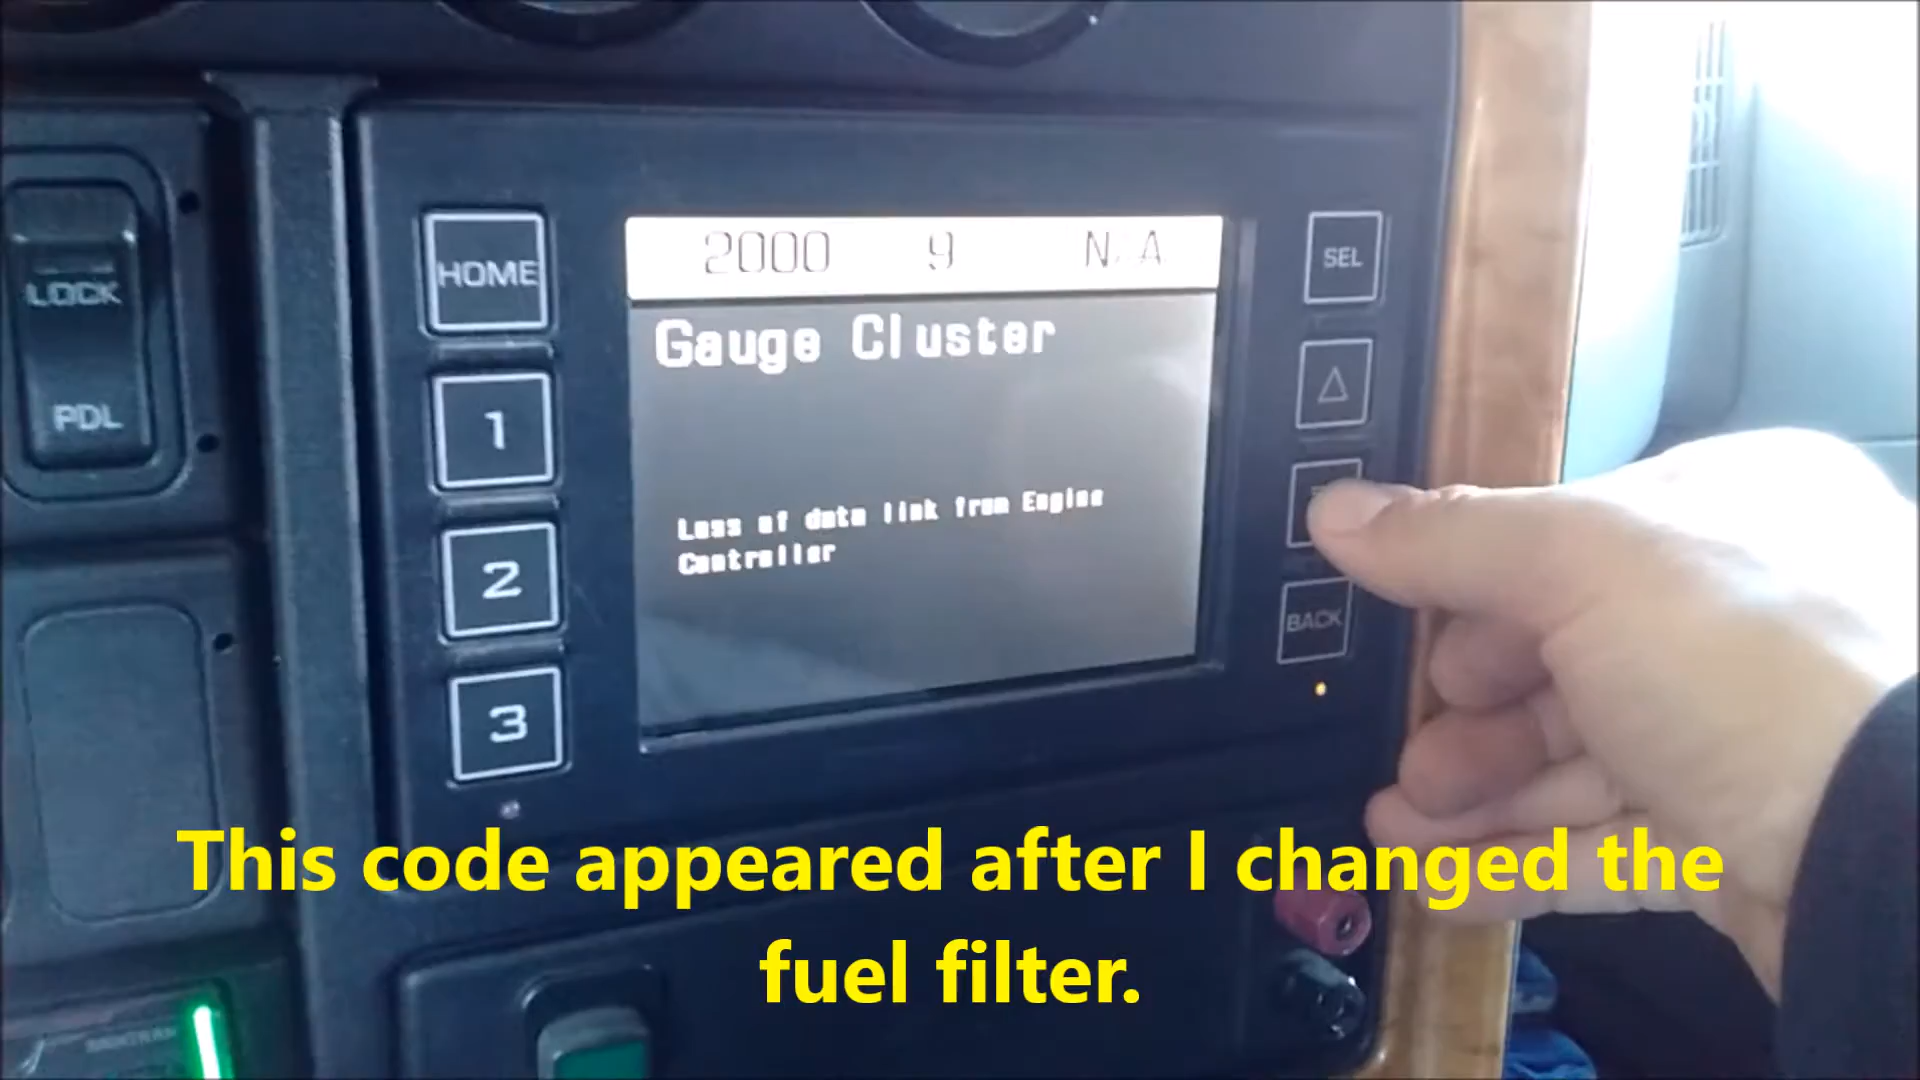 HOME
LOCK
PDL
1
2
3
2000 9 N/A
Gauge Cluster
Loss of data link from Engine
Controller
SEL
BACK
This code appeared after I changed the
fuel filter.